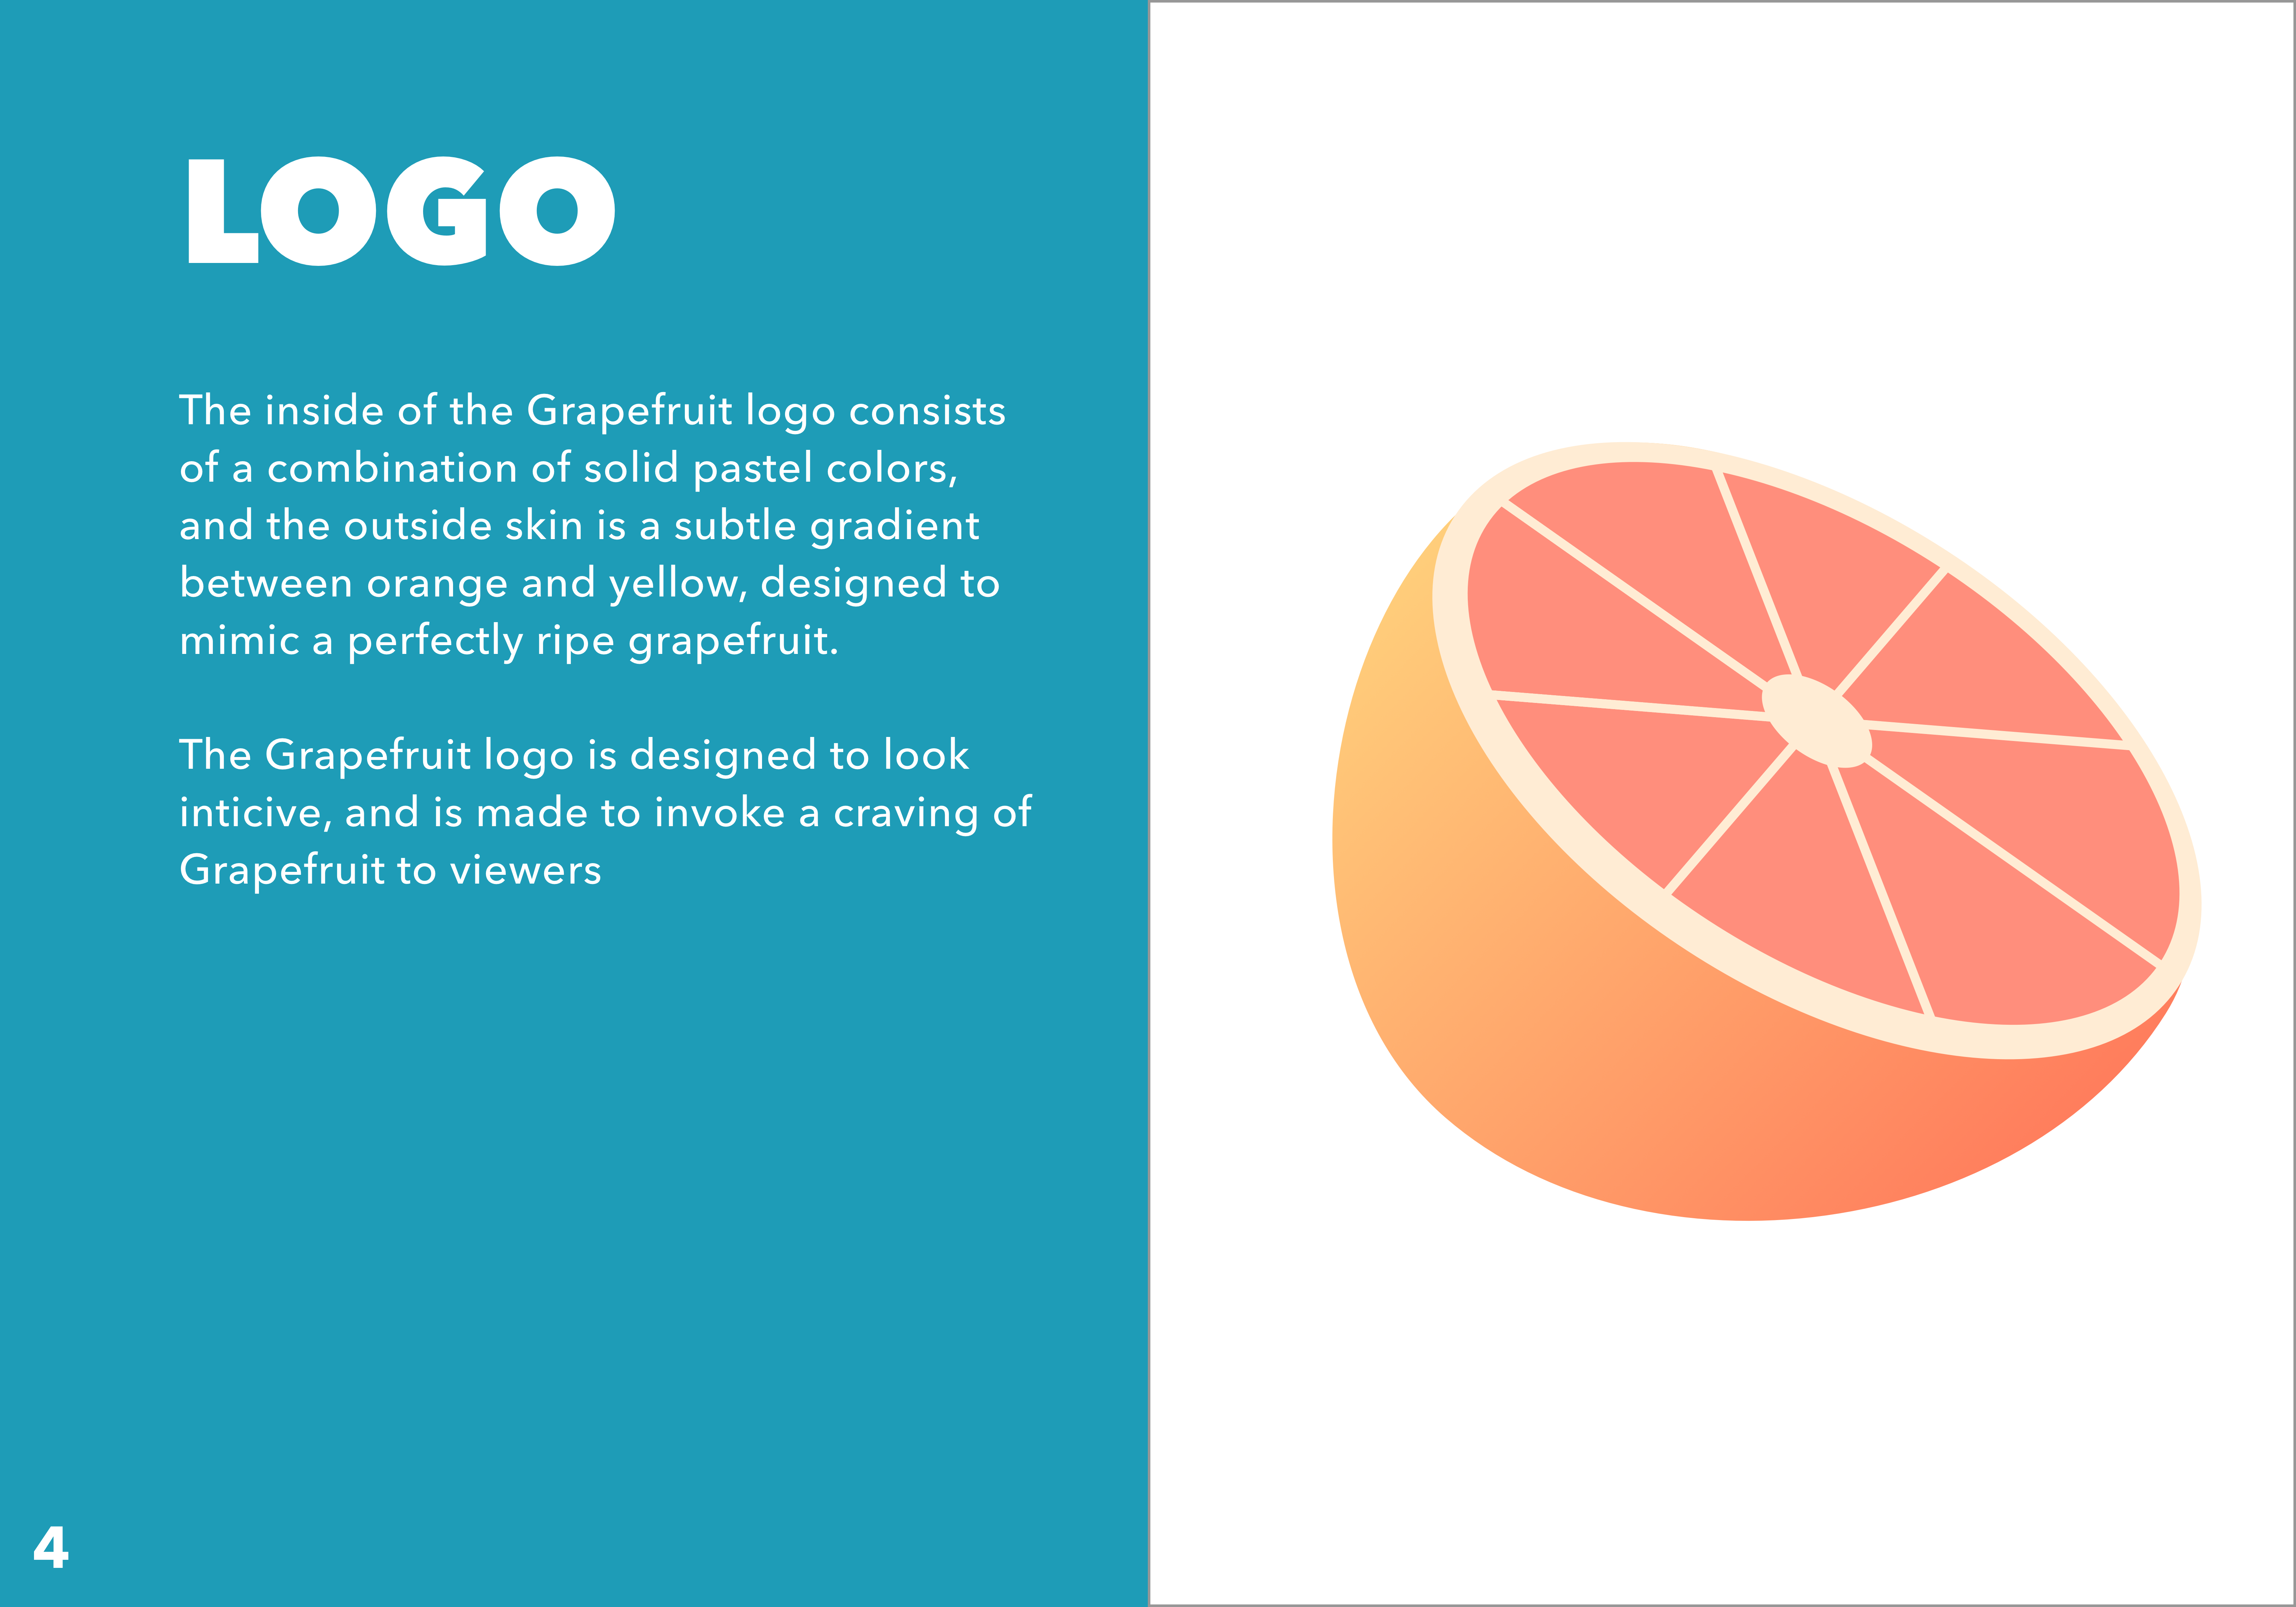 LOGO
The inside of the Grapefruit logo consists
of a combination of solid pastel colors,
and the outside skin is a subtle gradient
between orange and yellow, designed to
mimic a perfectly ripe grapefruit.
The Grapefruit logo is designed to look
inticive, and is made to invoke a craving of
Grapefruit to viewers
4